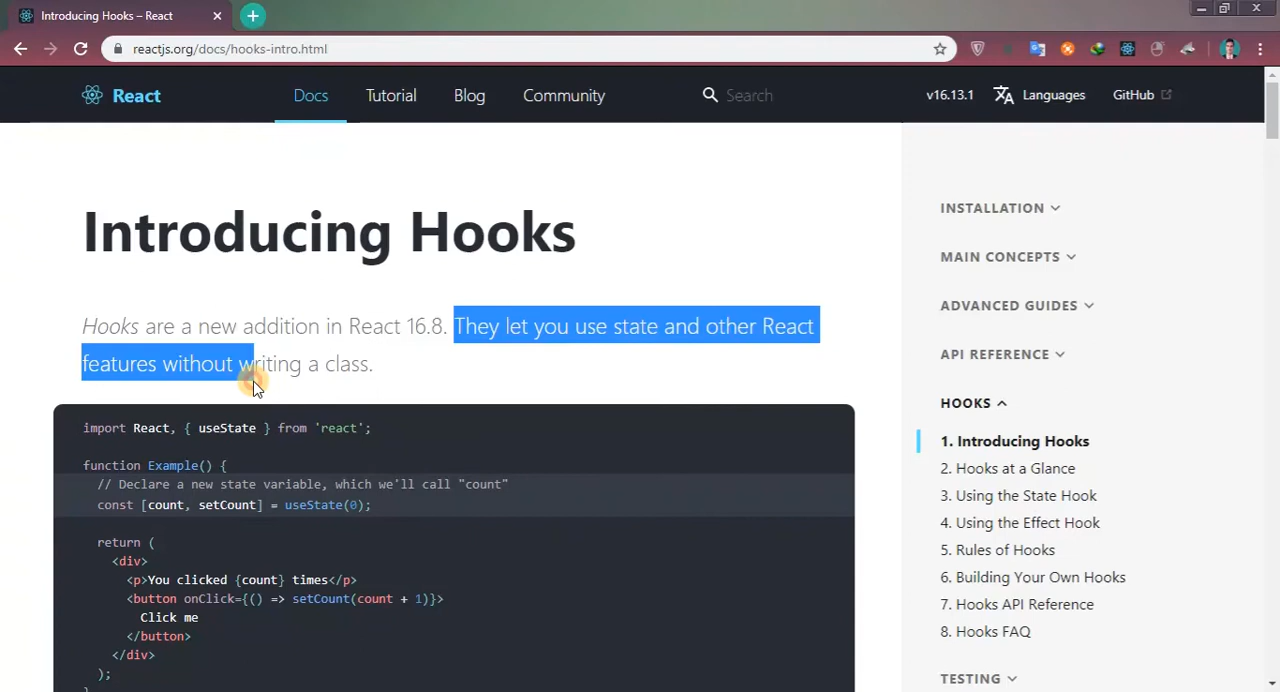 Introducing Hooks – React
reactjs.org/docs/hooks-intro.html
React Docs Tutorial Blog Community Search v16.13.1 Languages GitHub
Introducing Hooks
Hooks are a new addition in React 16.8. They let you use state and other React
features without writing a class.
import React, { useState } from 'react';
function Example() {
// Declare a new state variable, which we'll call "count"
const [count, setCount] = useState(0);
return (
<div>
<p>You clicked {count} times</p>
<button onClick={() => setCount(count + 1)}>
Click me
</button>
</div>
);
}
INSTALLATION
MAIN CONCEPTS
ADVANCED GUIDES
API REFERENCE
HOOKS
1. Introducing Hooks
2. Hooks at a Glance
3. Using the State Hook
4. Using the Effect Hook
5. Rules of Hooks
6. Building Your Own Hooks
7. Hooks API Reference
8. Hooks FAQ
TESTING